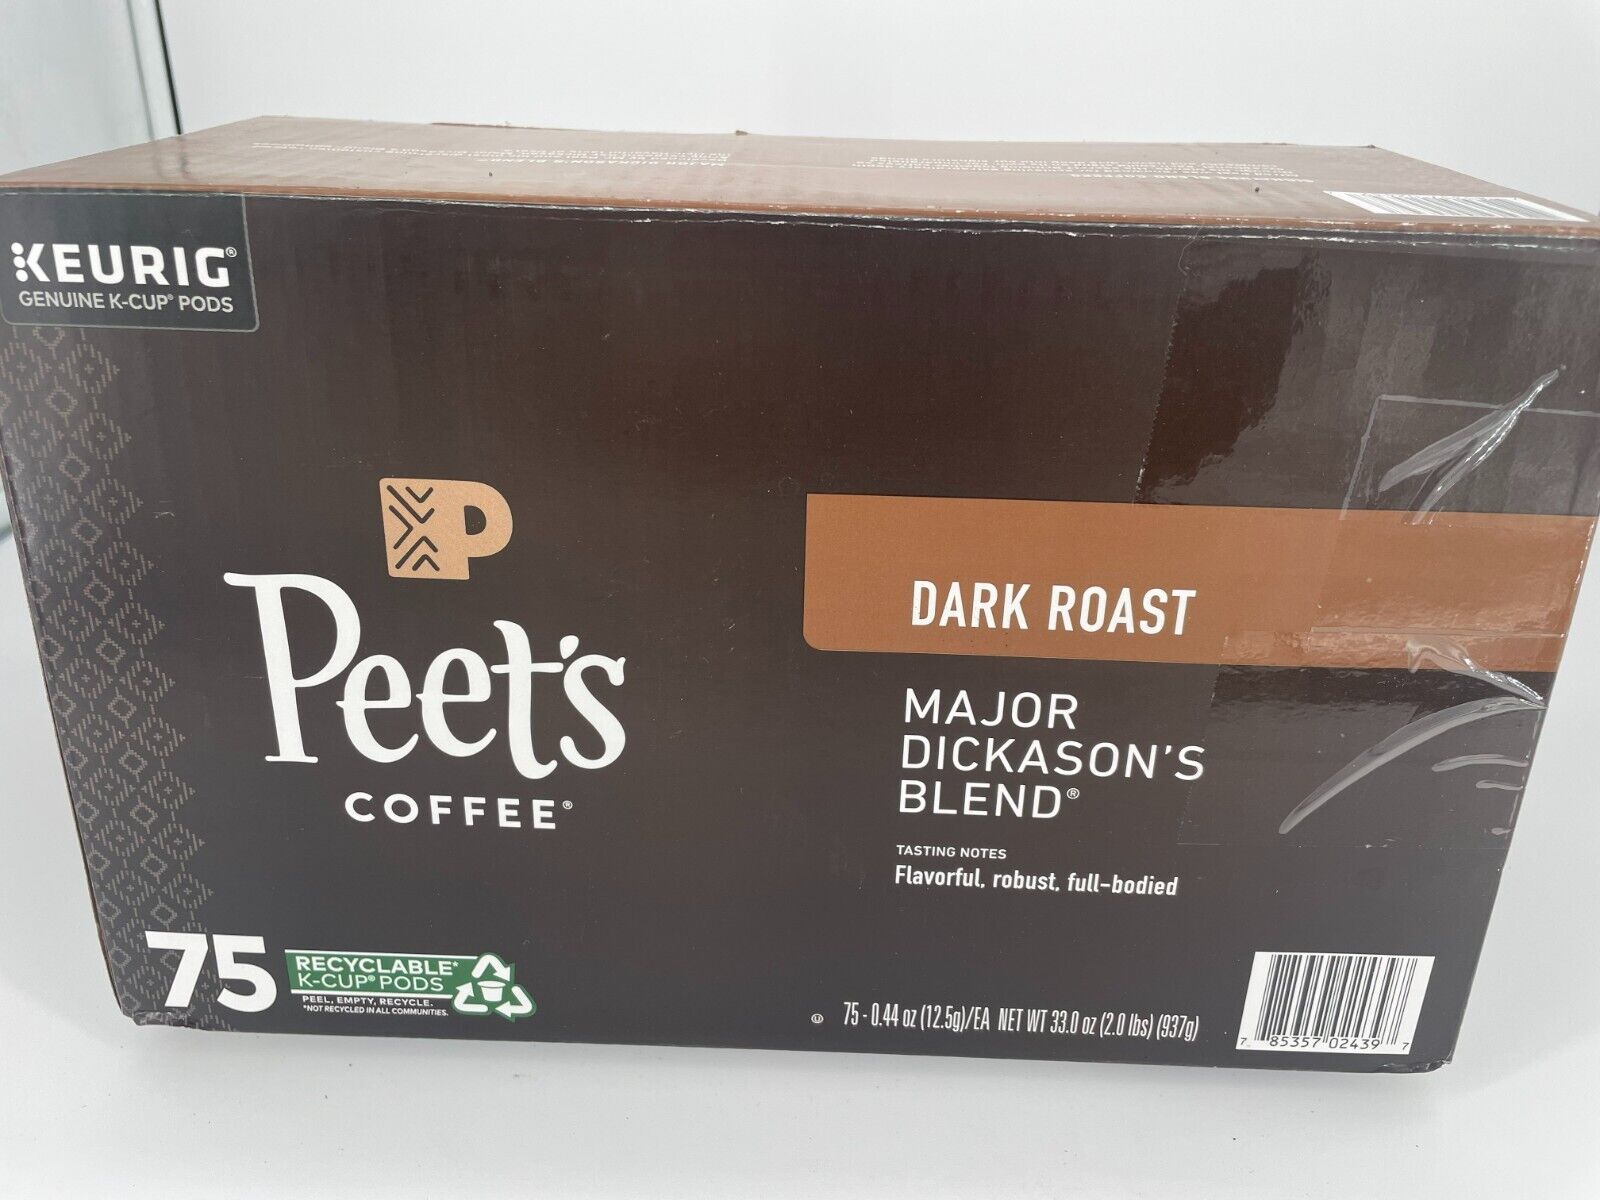 KEURIG®
GENUINE K-CUP® PODS
Peet's
COFFEE®
DARK ROAST
MAJOR
DICKASON'S
BLEND®
TASTING NOTES
Flavorful, robust, full-bodied
75
RECYCLABLE*
K-CUP® PODS
PEEL, EMPTY, RECYCLE.
*NOT RECYCLED IN ALL COMMUNITIES.
U 75 - 0.44 oz (12.5g)/EA NET WT 33.0 oz (2.0 lbs) (937g)
7 85357 02439 7